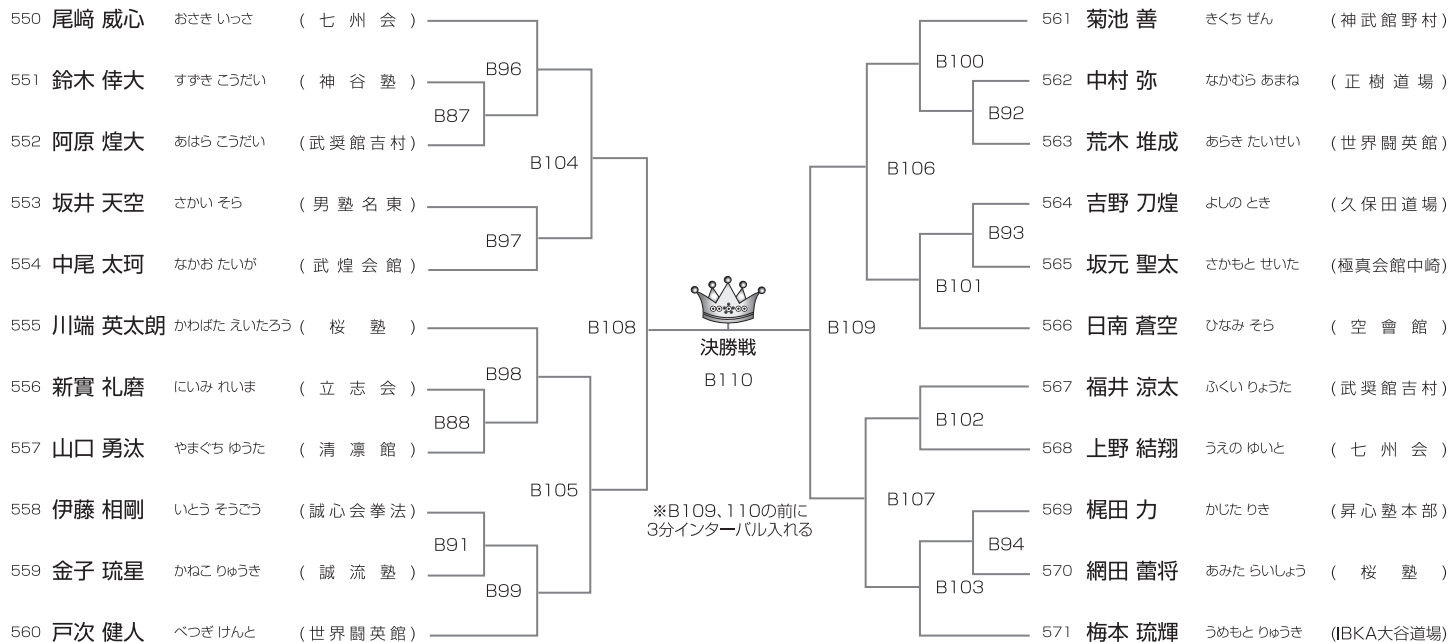 550 尾﨑 威心 おさき いっさ (七州会)
551 鈴木 倖大 すずき こうだい (神谷塾)
552 阿原 煌大 あはら こうだい (武奨館吉村)
553 坂井 天空 さかい そら (男塾名東)
554 中尾 太珂 なかお たいが (武煌会館)
555 川端 英太朗 かわばた えいたろう (桜塾)
556 新實 礼磨 にいみ れいま (立志会)
557 山口 勇汰 やまぐち ゆうた (清凛館)
558 伊藤 相剛 いとう そうごう (誠心会拳法)
559 金子 琉星 かねこ りゅうき (誠流塾)
560 戸次 健人 べつぎ けんと (世界闘英館)
B96
B87
B104
B97
B108
B98
B88
B105
B91
B99
決勝戦
B110
※B109、110の前に
3分インターバル入れる
B100
B92
B106
B93
B101
B109
B102
B107
B94
B103
561 菊池 善 きくち ぜん (神武館野村)
562 中村 弥 なかむら あまね (正樹道場)
563 荒木 堆成 あらき たいせい (世界闘英館)
564 吉野 刀煌 よしの とき (久保田道場)
565 坂元 聖太 さかもと せいた (極真会館中崎)
566 日南 蒼空 ひなみ そら (空會館)
567 福井 涼太 ふくい りょうた (武奨館吉村)
568 上野 結翔 うえの ゆいと (七州会)
569 梶田 力 かじた りき (昇心塾本部)
570 網田 蕾将 あみた らいしょう (桜塾)
571 梅本 琉輝 うめもと りゅうき (IBKA大谷道場)